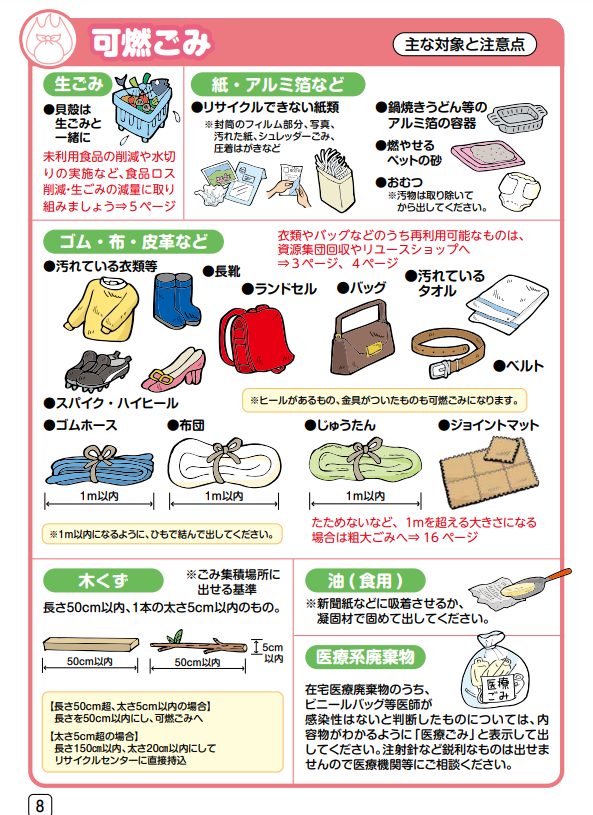 可燃ごみ
主な対象と注意点
生ごみ
●貝殻は
生ごみと
一緒に
未利用食品の削減や水切
りの実施など、食品ロス
削減・生ごみの減量に取り
組みましょう⇒5ページ
紙・アルミ箔など
●リサイクルできない紙類
※封筒のフィルム部分、写真、
汚れた紙、シュレッダーごみ、
圧着はがきなど
●鍋焼きうどん等の
アルミ箔の容器
●燃やせる
ペットの砂
●おむつ
※汚物は取り除いて
から出してください。
ゴム・布・皮革など
衣類やバッグなどのうち再利用可能なものは、
資源集団回収やリユースショップへ
⇒3ページ、4ページ
●汚れている衣類等
●長靴
●ランドセル
●バッグ
●汚れている
タオル
●ベルト
●スパイク・ハイヒール
※ヒールがあるもの、金具がついたものも可燃ごみになります。
●ゴムホース
●布団
●じゅうたん
●ジョイントマット
1m以内
1m以内
1m以内
※1m以内になるように、ひもで結んで出してください。
たためないなど、1mを超える大きさになる
場合は粗大ごみへ⇒16ページ
木くず
※ごみ集積場所に
出せる基準
長さ50cm以内、1本の太さ5cm以内のもの。
50cm以内
50cm以内
5cm
以内
【長さ50cm超、太さ5cm以内の場合】
長さを50cm以内にし、可燃ごみへ
【太さ5cm超の場合】
長さ150cm以内、太さ20cm以内にして
リサイクルセンターに直接持込
油(食用)
※新聞紙などに吸着させるか、
凝固材で固めて出してください。
医療系廃棄物
医療
ごみ
在宅医療廃棄物のうち、
ビニールバッグ等医師が
感染性はないと判断したものについては、内
容物がわかるように「医療ごみ」と表示して出
してください。注射針など鋭利なものは出せま
せんので医療機関等にご相談ください。
8